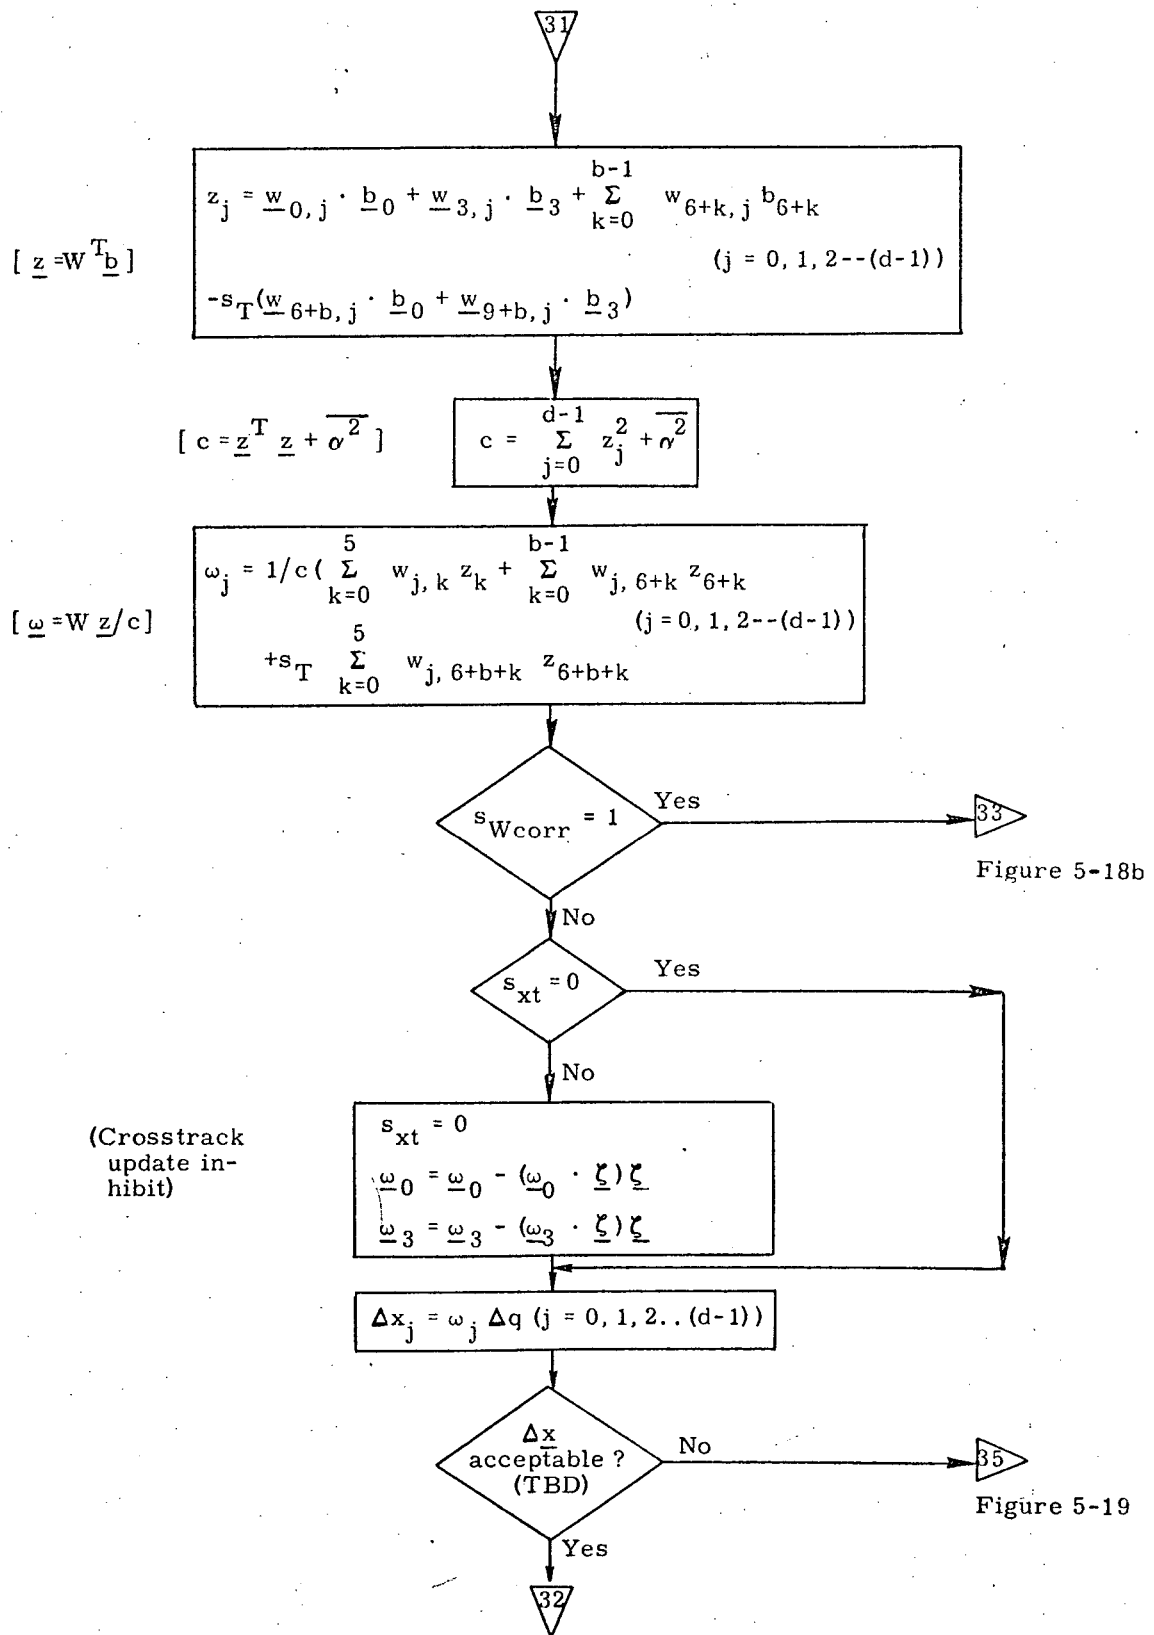 31
b-1
z_j = w_0, j · b_0 + w_3, j · b_3 + Σ w_6+k, j b_6+k
k=0
[ z = W^T b ]
(j = 0, 1, 2--(d-1))
-s_T(w_6+b, j · b_0 + w_9+b, j · b_3)
[ c = z^T z + \overline{α^2} ]
d-1
c = Σ z_j^2 + \overline{α^2}
j=0
5 b-1
ω_j = 1/c ( Σ w_j, k z_k + Σ w_j, 6+k z_6+k
k=0 k=0
[ ω = W z/c]
(j = 0, 1, 2--(d-1))
5
+s_T Σ w_j, 6+b+k z_6+b+k
k=0
s_Wcorr = 1
Yes
33
Figure 5-18b
No
s_xt = 0
Yes
No
(Crosstrack
update in-
hibit)
s_xt = 0
ω_0 = ω_0 - (ω_0 · ζ) ζ
ω_3 = ω_3 - (ω_3 · ζ) ζ
Δx_j = ω_j Δq (j = 0, 1, 2. . (d-1))
Δx
acceptable ?
(TBD)
No
35
Figure 5-19
Yes
32